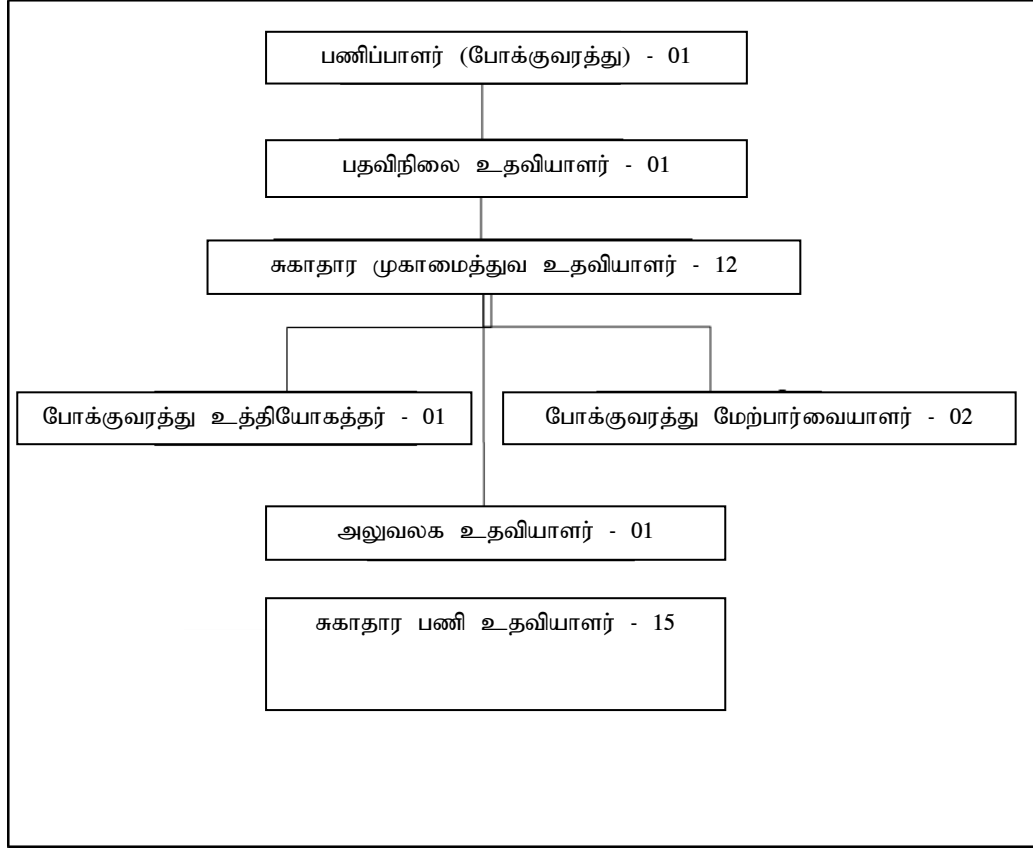 பணிப்பாளர் (போக்குவரத்து) - 01
பதவிநிலை உதவியாளர் - 01
சுகாதார முகாமைத்துவ உதவியாளர் - 12
போக்குவரத்து உத்தியோகத்தர் - 01
போக்குவரத்து மேற்பார்வையாளர் - 02
அலுவலக உதவியாளர் - 01
சுகாதார பணி உதவியாளர் - 15